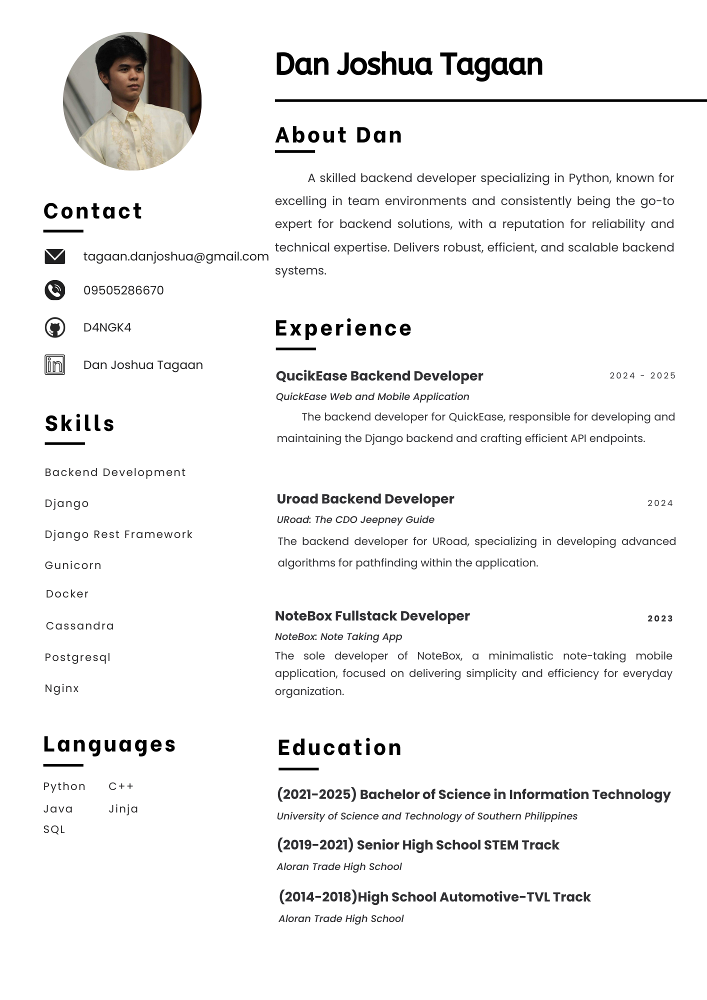 Dan Joshua Tagaan
Contact
tagaan.danjoshua@gmail.com
09505286670
D4NGK4
in
Dan Joshua Tagaan
Skills
Backend Development
Django
Django Rest Framework
Gunicorn
Docker
Cassandra
Postgresql
Nginx
Languages
Python C++
Java Jinja
SQL
About Dan
A skilled backend developer specializing in Python, known for
excelling in team environments and consistently being the go-to
expert for backend solutions, with a reputation for reliability and
technical expertise. Delivers robust, efficient, and scalable backend
systems.
Experience
QucikEase Backend Developer 2024 - 2025
QuickEase Web and Mobile Application
The backend developer for QuickEase, responsible for developing and
maintaining the Django backend and crafting efficient API endpoints.
Uroad Backend Developer 2024
URoad: The CDO Jeepney Guide
The backend developer for URoad, specializing in developing advanced
algorithms for pathfinding within the application.
NoteBox Fullstack Developer 2023
NoteBox: Note Taking App
The sole developer of NoteBox, a minimalistic note-taking mobile
application, focused on delivering simplicity and efficiency for everyday
organization.
Education
(2021-2025) Bachelor of Science in Information Technology
University of Science and Technology of Southern Philippines
(2019-2021) Senior High School STEM Track
Aloran Trade High School
(2014-2018)High School Automotive-TVL Track
Aloran Trade High School